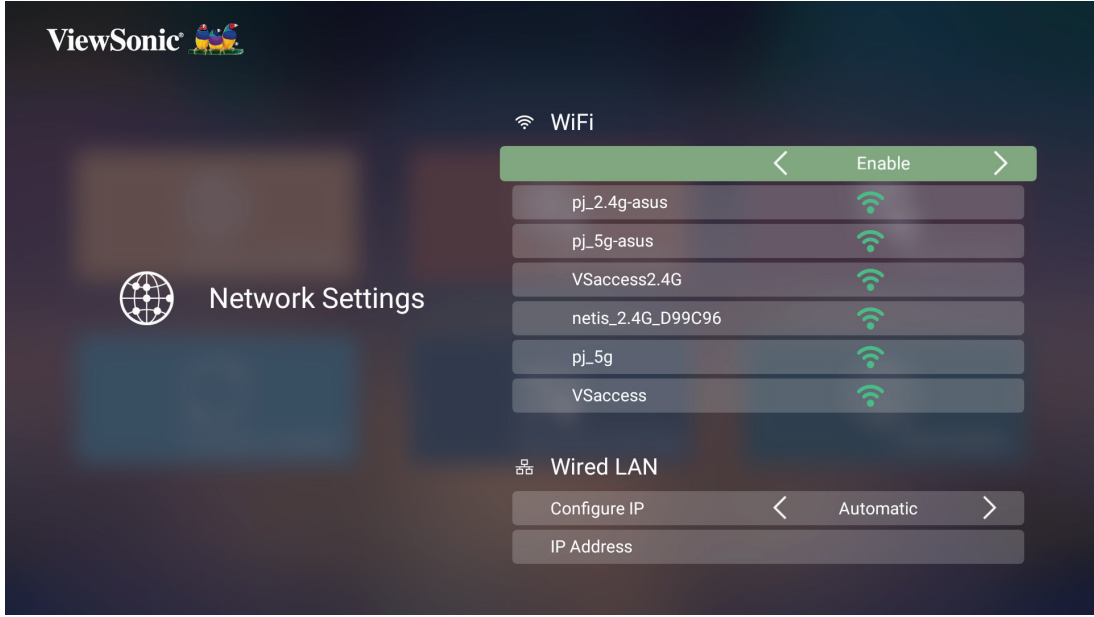 ViewSonic®
WiFi
Enable
pj_2.4g-asus
pj_5g-asus
VSaccess2.4G
Network Settings
netis_2.4G_D99C96
pj_5g
VSaccess
Wired LAN
Configure IP Automatic
IP Address